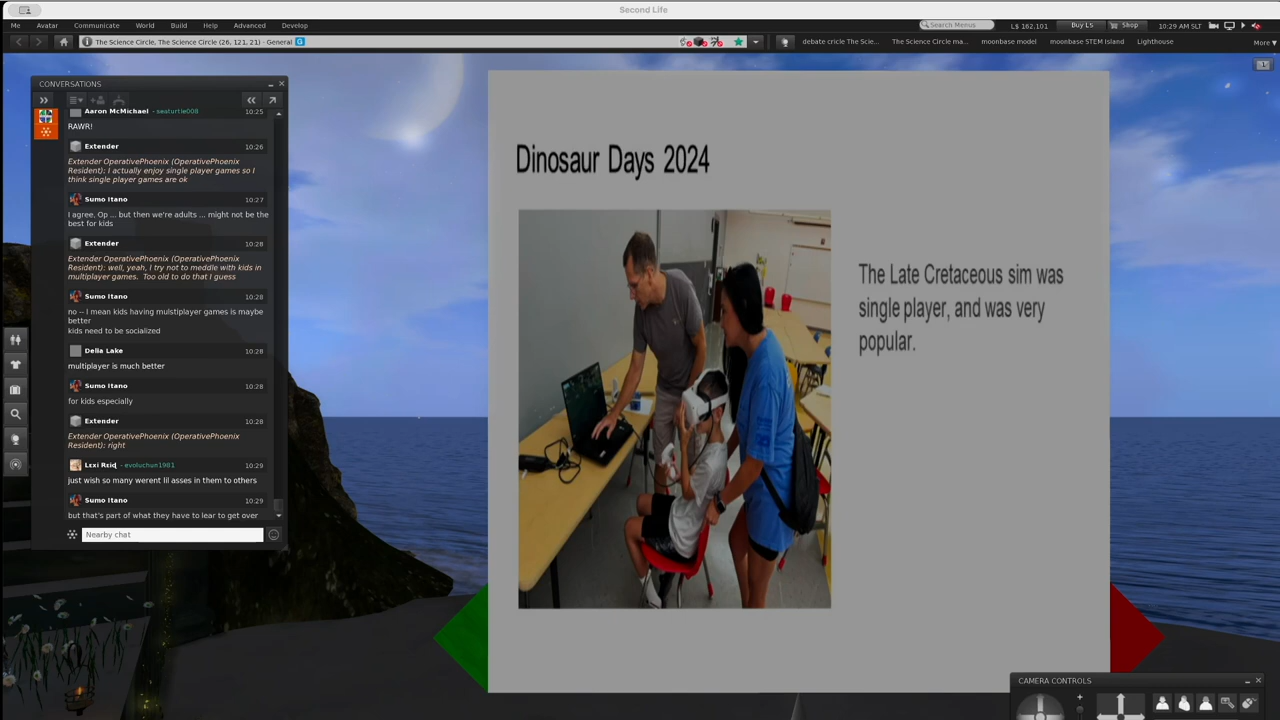 Second Life
Me Avatar Communicate World Build Help Advanced Develop
Search Menus L$ 162,101 Buy L$ Shop 10:29 AM SLT
The Science Circle, The Science Circle (26, 121, 21) - General G
debate cricle The Scie... The Science Circle ma... moonbase model moonbase STEM Island Lighthouse More ▼
CONVERSATIONS
Aaron McMichael - seaturtle008 10:25
RAWR!
Extender 10:26
Extender OperativePhoenix (OperativePhoenix
Resident): I actually enjoy single player games so I
think single player games are ok
Sumo Itano 10:27
I agree, Op ... but then we're adults ... might not be the
best for kids
Extender 10:28
Extender OperativePhoenix (OperativePhoenix
Resident): well, yeah, I try not to meddle with kids in
multiplayer games. Too old to do that I guess
Sumo Itano 10:28
no -- I mean kids having mulstiplayer games is maybe
better
kids need to be socialized
Delia Lake 10:28
multiplayer is much better
Sumo Itano 10:28
for kids especially
Extender 10:28
Extender OperativePhoenix (OperativePhoenix
Resident): right
- evoluchun1981 10:29
just wish so many werent lil asses in them to others
Sumo Itano 10:29
but that's part of what they have to lear to get over
Nearby chat
Dinosaur Days 2024
The Late Cretaceous sim was
single player, and was very
popular.
1
CAMERA CONTROLS